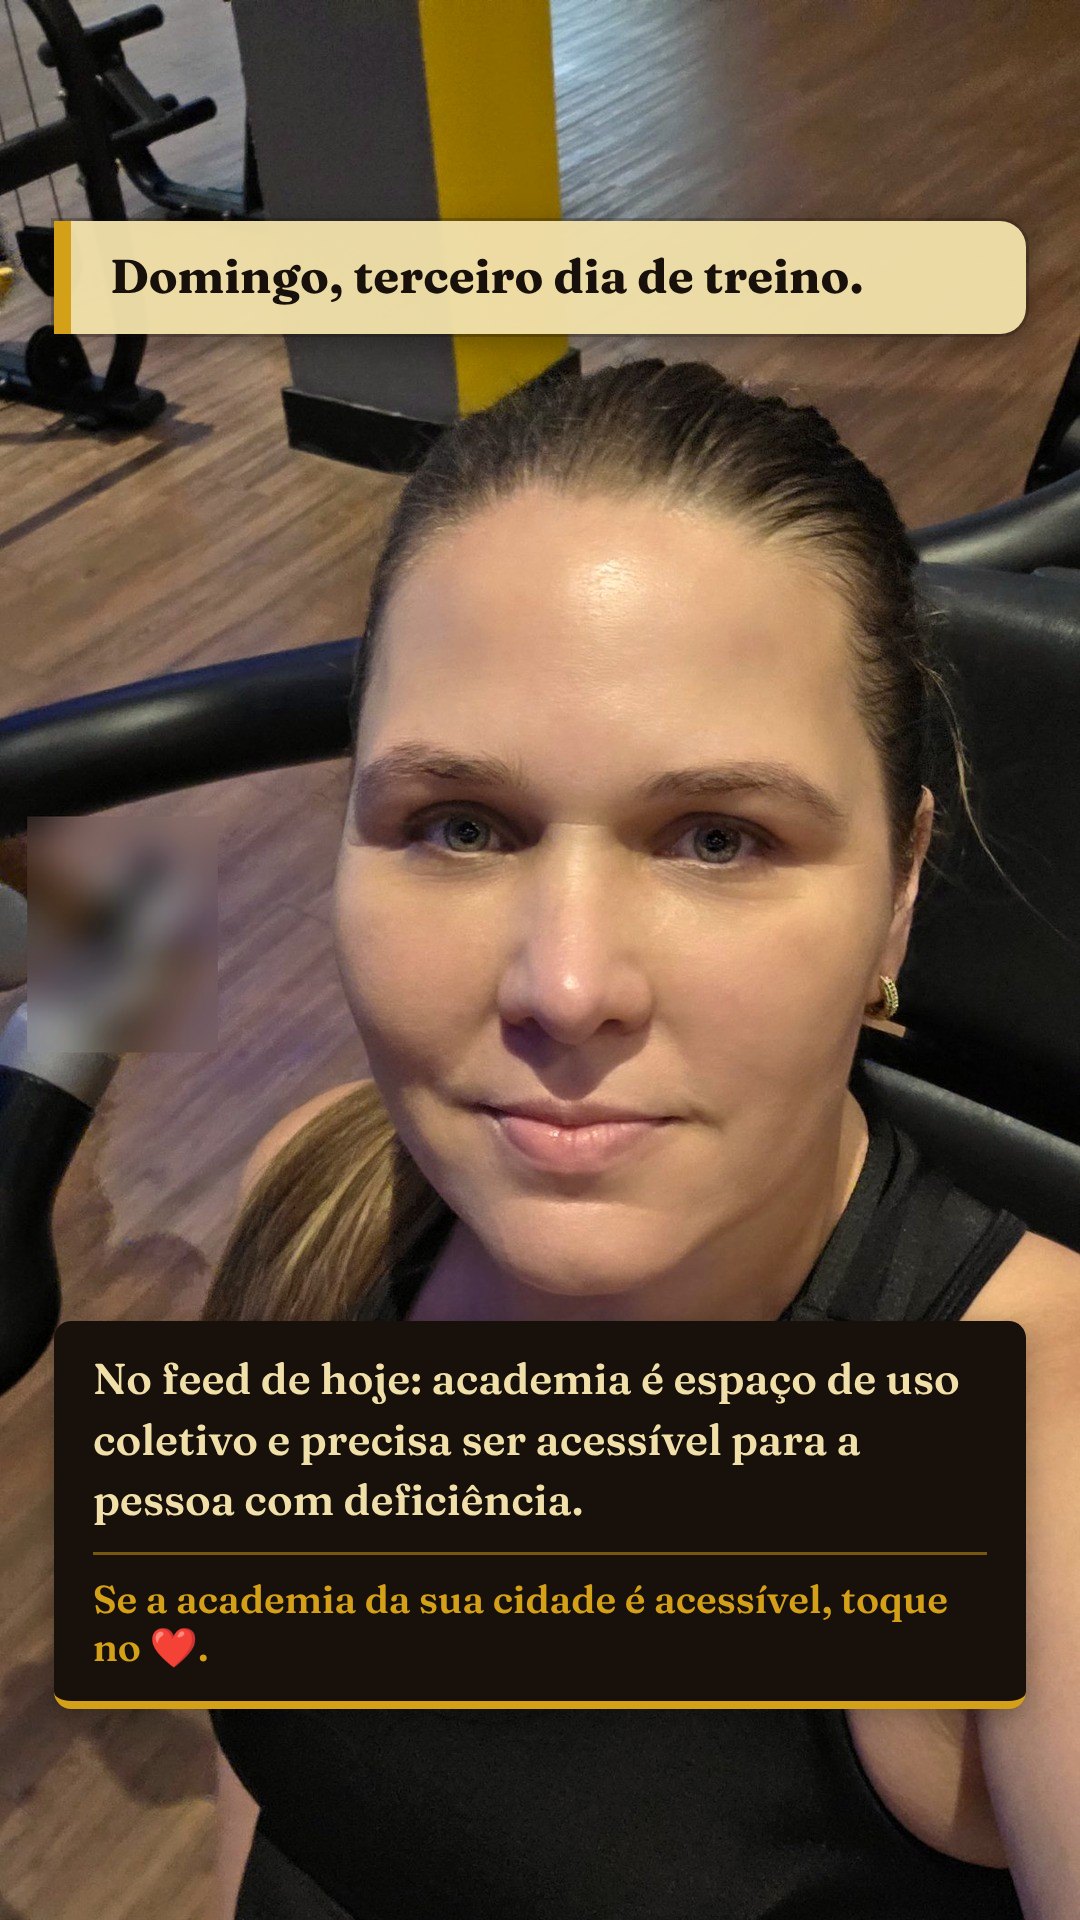 Domingo, terceiro dia de treino.
No feed de hoje: academia é espaço de uso
coletivo e precisa ser acessível para a
pessoa com deficiência.
Se a academia da sua cidade é acessível, toque
no ❤️.